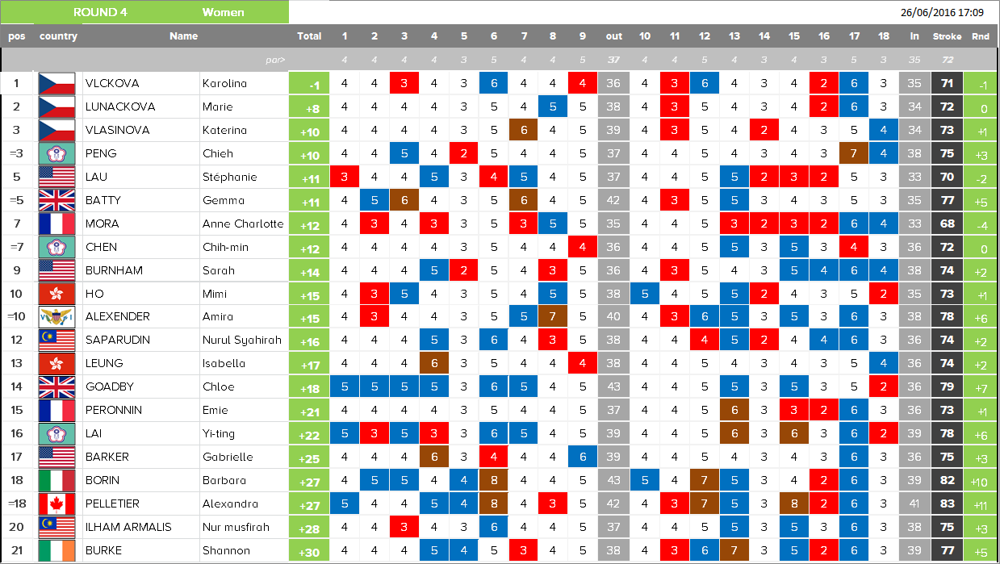 ROUND 4 Women 26/06/2016 17:09
pos country Name Total 1 2 3 4 5 6 7 8 9 out 10 11 12 13 14 15 16 17 18 In Stroke Rnd
par> 4 4 4 4 3 5 4 4 5 37 4 4 5 4 3 4 3 5 3 35 72
1 VLCKOVA Karolina -1 4 4 3 4 3 6 4 4 4 36 4 3 6 4 3 4 2 6 3 35 71 -1
2 LUNACKOVA Marie +8 4 4 4 4 3 5 4 5 5 38 4 3 5 4 3 4 2 6 3 34 72 0
3 VLASINOVA Katerina +10 4 4 4 4 3 5 6 4 5 39 4 3 5 4 2 4 3 5 4 34 73 +1
=3 PENG Chieh +10 4 4 5 4 2 5 4 4 5 37 4 4 5 4 3 4 3 7 4 38 75 +3
5 LAU Stéphanie +11 3 4 4 5 3 4 5 4 5 37 4 4 5 5 2 3 2 5 3 33 70 -2
=5 BATTY Gemma +11 4 5 6 4 3 5 6 4 5 42 4 3 5 5 3 4 3 5 3 35 77 +5
7 MORA Anne Charlotte +12 4 3 4 3 3 5 3 5 5 35 4 4 5 3 2 3 2 6 4 33 68 -4
=7 CHEN Chih-min +12 4 4 4 4 3 5 4 4 4 36 4 4 5 5 3 5 3 4 3 36 72 0
9 BURNHAM Sarah +14 4 4 4 5 2 5 4 3 5 36 4 3 5 4 3 5 4 6 4 38 74 +2
10 HO Mimi +15 4 3 5 4 3 5 4 5 5 38 5 4 5 5 2 4 3 5 2 35 73 +1
=10 ALEXENDER Amira +15 4 3 4 4 3 5 5 7 5 40 4 3 6 5 3 5 3 6 3 38 78 +6
12 SAPARUDIN Nurul Syahirah +16 4 4 4 5 3 6 4 3 5 38 4 4 4 5 2 4 4 6 3 36 74 +2
13 LEUNG Isabella +17 4 4 4 6 3 5 4 4 4 38 4 4 5 4 3 4 3 5 4 36 74 +2
14 GOADBY Chloe +18 5 5 5 5 3 6 5 4 5 43 4 4 5 5 3 5 3 5 2 36 79 +7
15 PERONNIN Emie +21 4 4 4 4 3 5 4 4 5 37 4 4 5 6 3 3 2 6 3 36 73 +1
16 LAI Yi-ting +22 5 3 5 3 3 6 5 4 5 39 4 4 5 6 3 6 3 6 2 39 78 +6
17 BARKER Gabrielle +25 4 4 4 6 3 4 4 4 6 39 4 4 5 4 3 4 3 6 3 36 75 +3
18 BORIN Barbara +27 4 5 5 4 4 8 4 4 5 43 5 4 7 5 3 4 2 6 3 39 82 +10
=18 PELLETIER Alexandra +27 5 4 4 5 4 8 4 3 5 42 4 3 7 5 3 8 2 6 3 41 83 +11
20 ILHAM ARMALIS Nur musfirah +28 4 4 3 4 3 6 4 4 5 37 4 4 5 5 3 5 3 6 3 38 75 +3
21 BURKE Shannon +30 4 4 4 5 4 5 3 4 5 38 4 3 6 7 3 5 2 6 3 39 77 +5